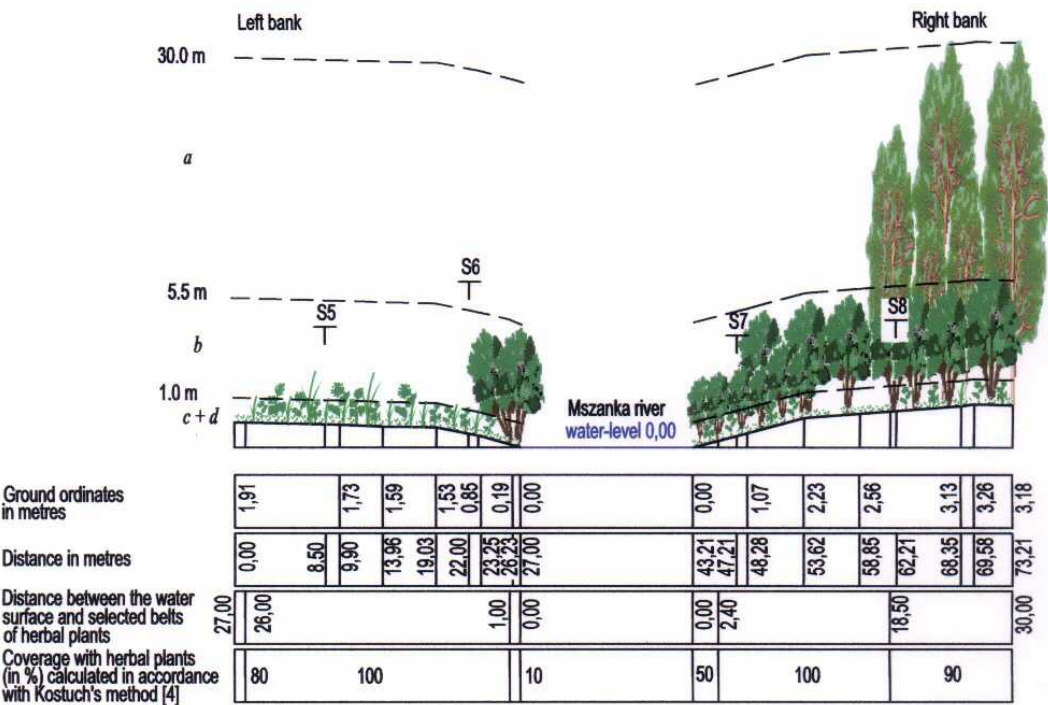 Left bank
Right bank
30.0 m
a
S6
5.5 m
S5
S7
S8
b
1.0 m
c + d
Mszanka river
water-level 0,00
Ground ordinates
in metres
1,91
1,73
1,59
1,53
0,85
0,19
0,00
0,00
1,07
2,23
2,56
3,13
3,26
3,18
Distance in metres
0,00
8,50
9,90
13,96
19,03
22,00
23,25
- 26,23
27,00
43,21
47,21
48,28
53,62
58,85
62,21
68,35
69,58
73,21
Distance between the water
surface and selected belts
of herbal plants
27,00
26,00
1,00
0,00
0,00
2,40
18,50
30,00
Coverage with herbal plants
(in %) calculated in accordance
with Kostuch's method [4]
80
100
10
50
100
90